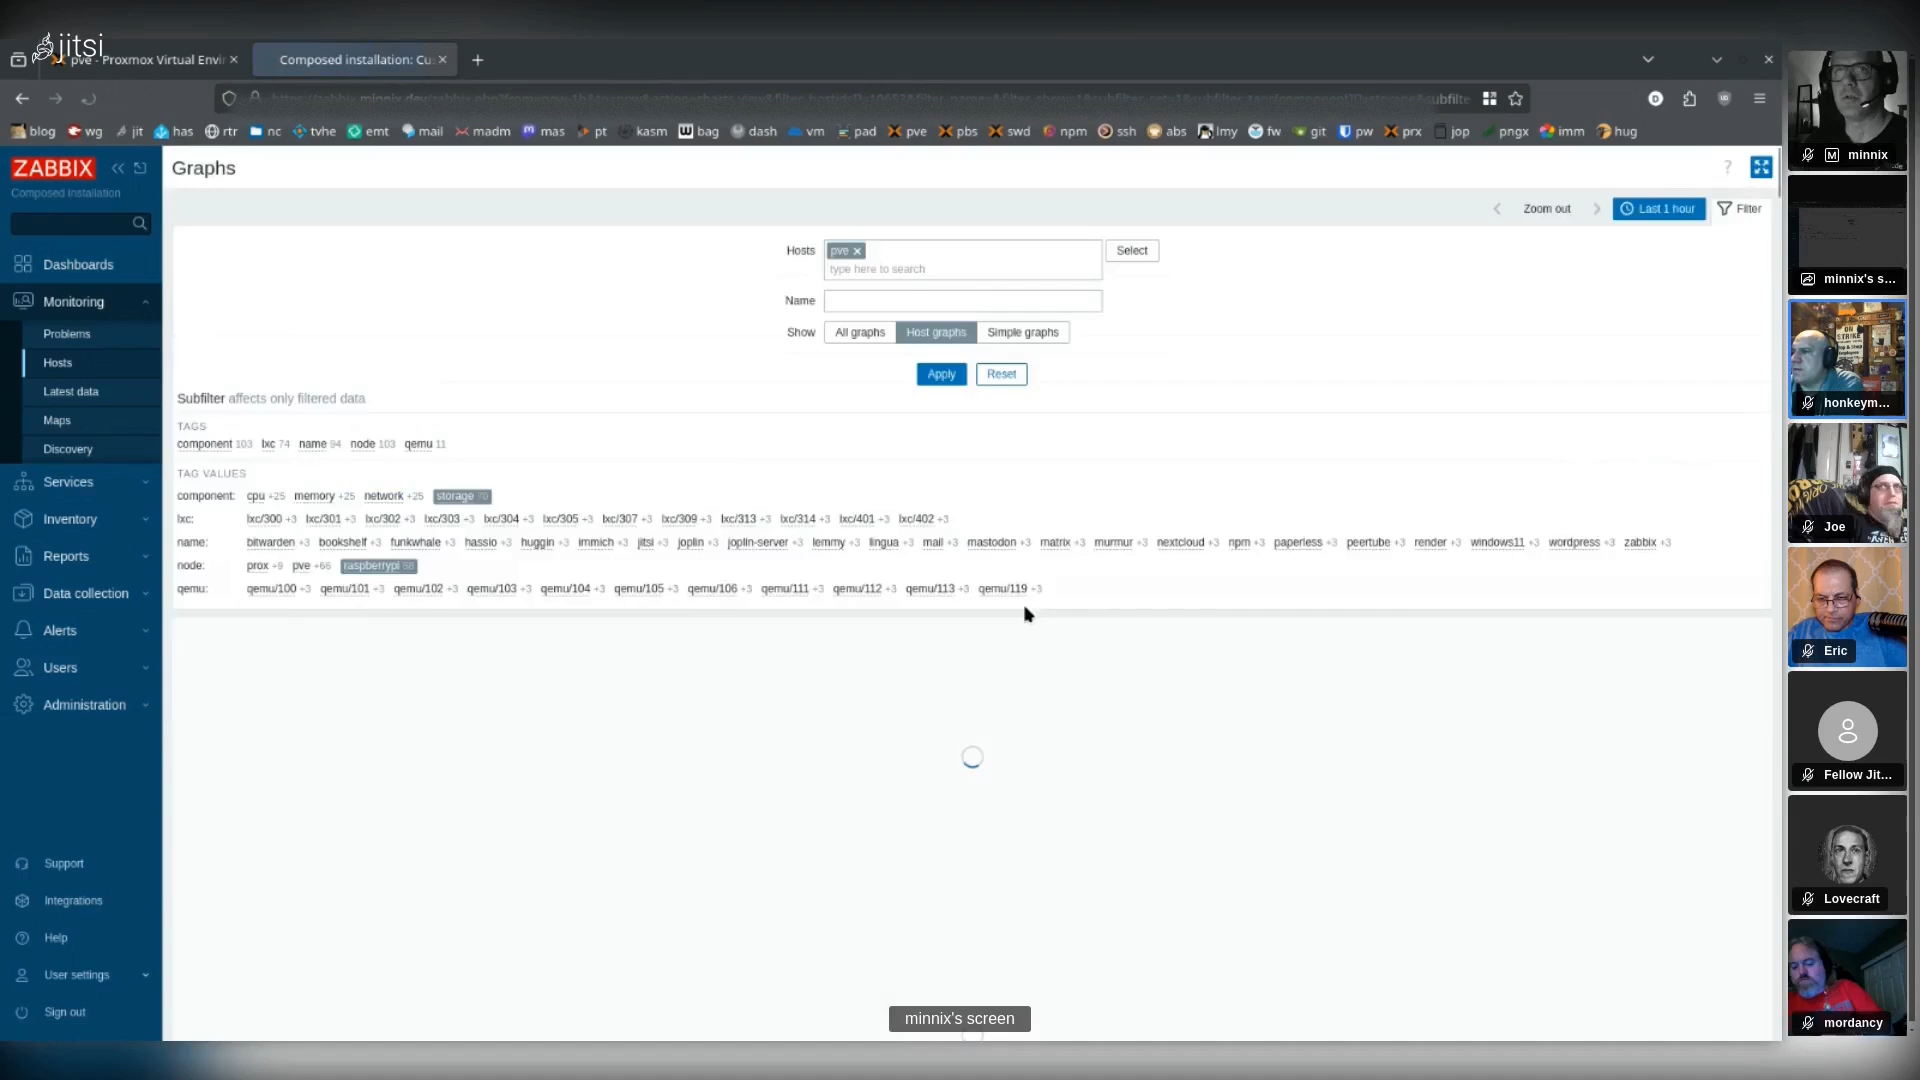 jitsi
pve - Proxmox Virtual Envi
Composed installation: Cu
blog wg jit has rtr nc tvhe emt mail madm mas pt kasm bag dash vm pad pve pbs swd npm ssh abs lmy fw git pw prx jop pngx imm hug
ZABBIX
Composed installation
Dashboards
Monitoring
Problems
Hosts
Latest data
Maps
Discovery
Services
Inventory
Reports
Data collection
Alerts
Users
Administration
Support
Integrations
Help
User settings
Sign out
Graphs
?
Zoom out
Last 1 hour
Filter
Hosts
pve
type here to search
Select
Name
Show
All graphs
Host graphs
Simple graphs
Apply
Reset
Subfilter affects only filtered data
TAGS
component 103 lxc 74 name 94 node 103 qemu 11
TAG VALUES
component: cpu +25 memory +25 network +25 storage 70
lxc: lxc/300 +3 lxc/301 +3 lxc/302 +3 lxc/303 +3 lxc/304 +3 lxc/305 +3 lxc/307 +3 lxc/309 +3 lxc/313 +3 lxc/314 +3 lxc/401 +3 lxc/402 +3
name: bitwarden +3 bookshelf +3 funkwhale +3 hassio +3 huggin +3 immich +3 jitsi +3 joplin +3 joplin-server +3 lemmy +3 lingua +3 mail +3 mastodon +3 matrix +3 murmur +3 nextcloud +3 npm +3 paperless +3 peertube +3 render +3 windows11 +3 wordpress +3 zabbix +3
node: prox +9 pve +66 raspberrypi
qemu: qemu/100 +3 qemu/101 +3 qemu/102 +3 qemu/103 +3 qemu/104 +3 qemu/105 +3 qemu/106 +3 qemu/111 +3 qemu/112 +3 qemu/113 +3 qemu/119 +3
minnix's screen
M minnix
minnix's s...
ON STRIKE
honkeym...
Joe
Eric
Fellow Jit...
Lovecraft
mordancy